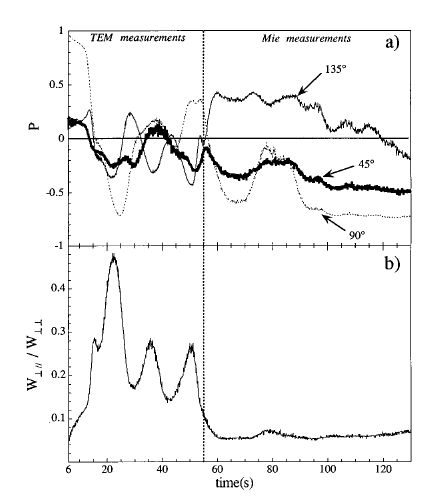 TEM measurements Mie measurements
a)
1
135°
0.5
P
0
45°
-0.5
90°
-1
b)
0.4
0.3
W⊥// / W⊥⊥
0.2
0.1
6 20 40 60 80 100 120
time(s)